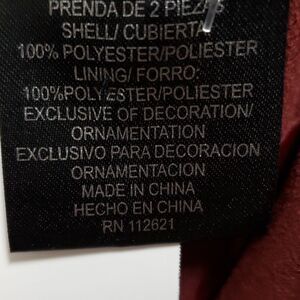 PRENDA DE 2 PIEZAS
SHELL/ CUBIERTA
100% POLYESTER/POLIESTER
LINING/ FORRO:
100%POLYESTER/POLIESTER
EXCLUSIVE OF DECORATION/
ORNAMENTATION
EXCLUSIVO PARA DECORACION
ORNAMENTACION
MADE IN CHINA
HECHO EN CHINA
RN 112621